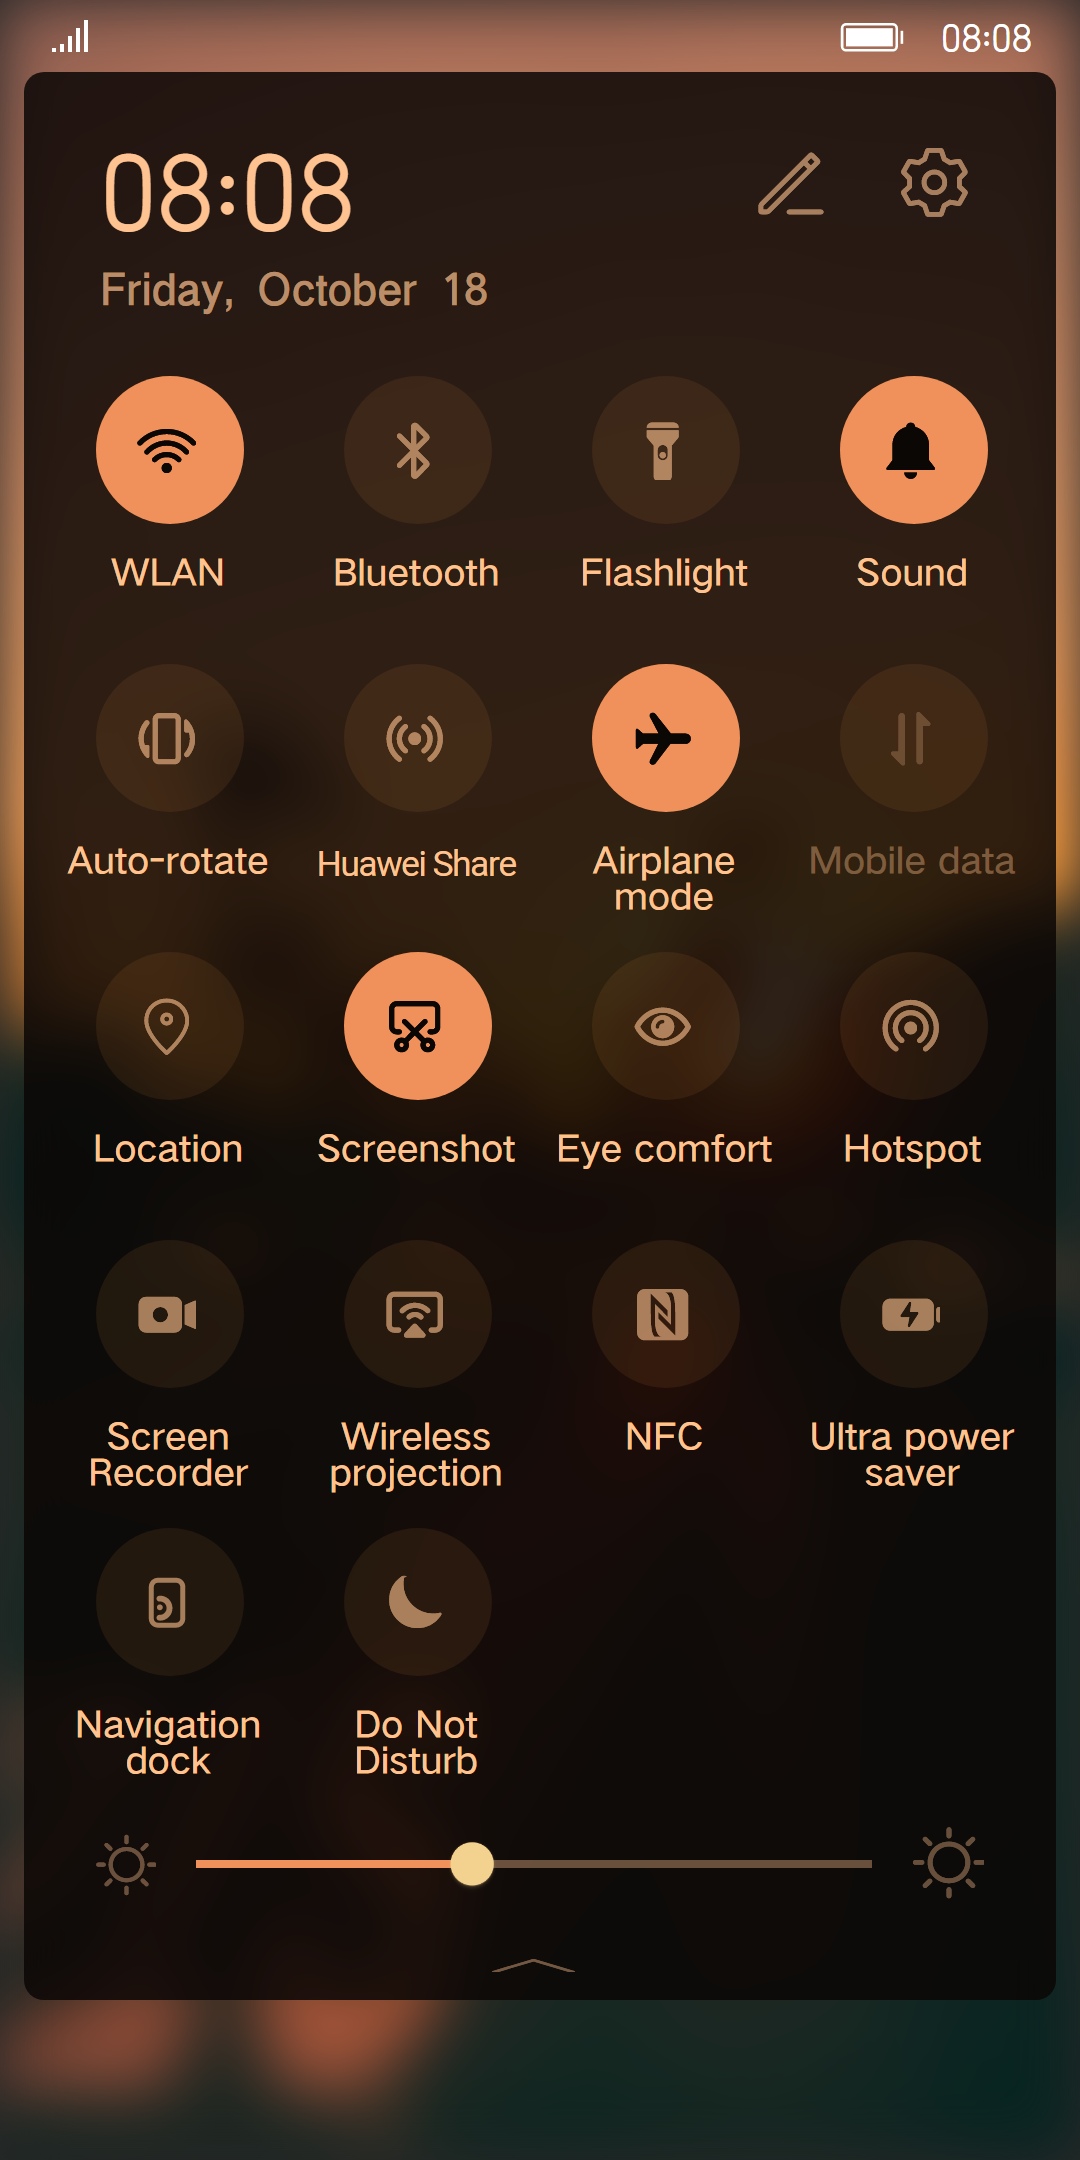 08:08
08:08
Friday, October 18
WLAN
Bluetooth
Flashlight
Sound
Auto-rotate
Huawei Share
Airplane
mode
Mobile data
Location
Screenshot
Eye comfort
Hotspot
Screen
Recorder
Wireless
projection
NFC
Ultra power
saver
Navigation
dock
Do Not
Disturb